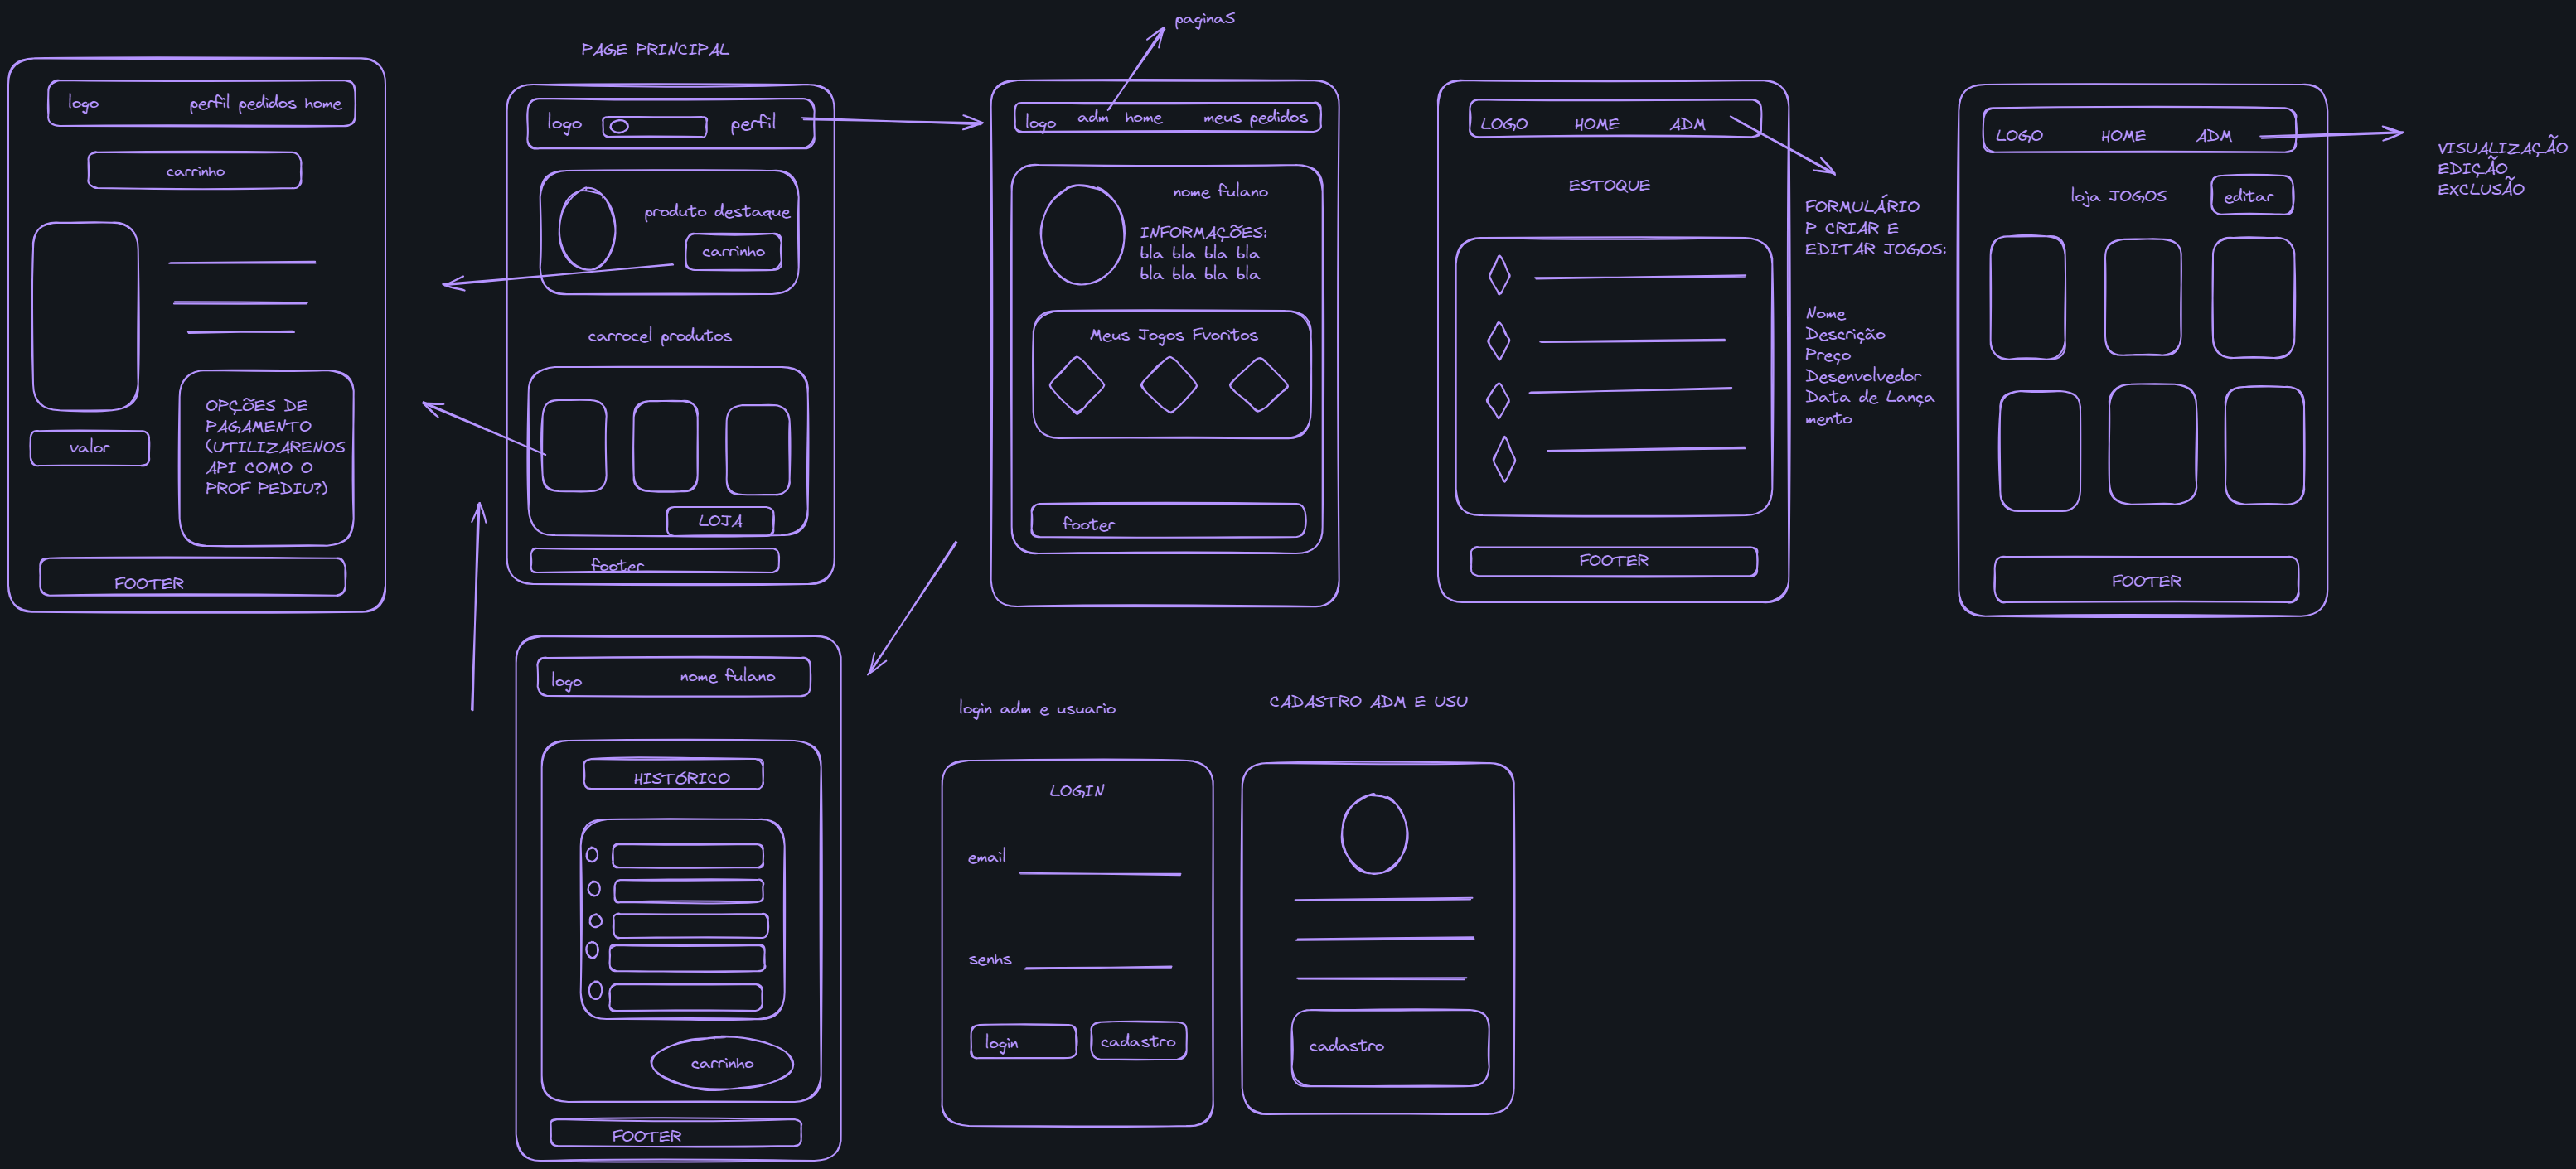 paginaS
PAGE PRINCIPAL
logo
perfil pedidos home
carrinho
valor
OPÇÕES DE
PAGAMENTO
(UTILIZARENOS
API COMO O
PROF PEDIU?)
FOOTER
logo
perfil
produto destaque
carrinho
carrocel produtos
LOJA
footer
logo
adm home
meus pedidos
nome fulano
INFORMAÇÕES:
bla bla bla bla
bla bla bla bla
Meus Jogos Fvoritos
footer
LOGO
HOME
ADM
ESTOQUE
FOOTER
FORMULÁRIO
P CRIAR E
EDITAR JOGOS:
Nome
Descrição
Preço
Desenvolvedor
Data de Lança
mento
LOGO
HOME
ADM
loja JOGOS
editar
FOOTER
VISUALIZAÇÃO
EDIÇÃO
EXCLUSÃO
logo
nome fulano
HISTÓRICO
carrinho
FOOTER
login adm e usuario
LOGIN
email
senhs
login
cadastro
CADASTRO ADM E USU
cadastro